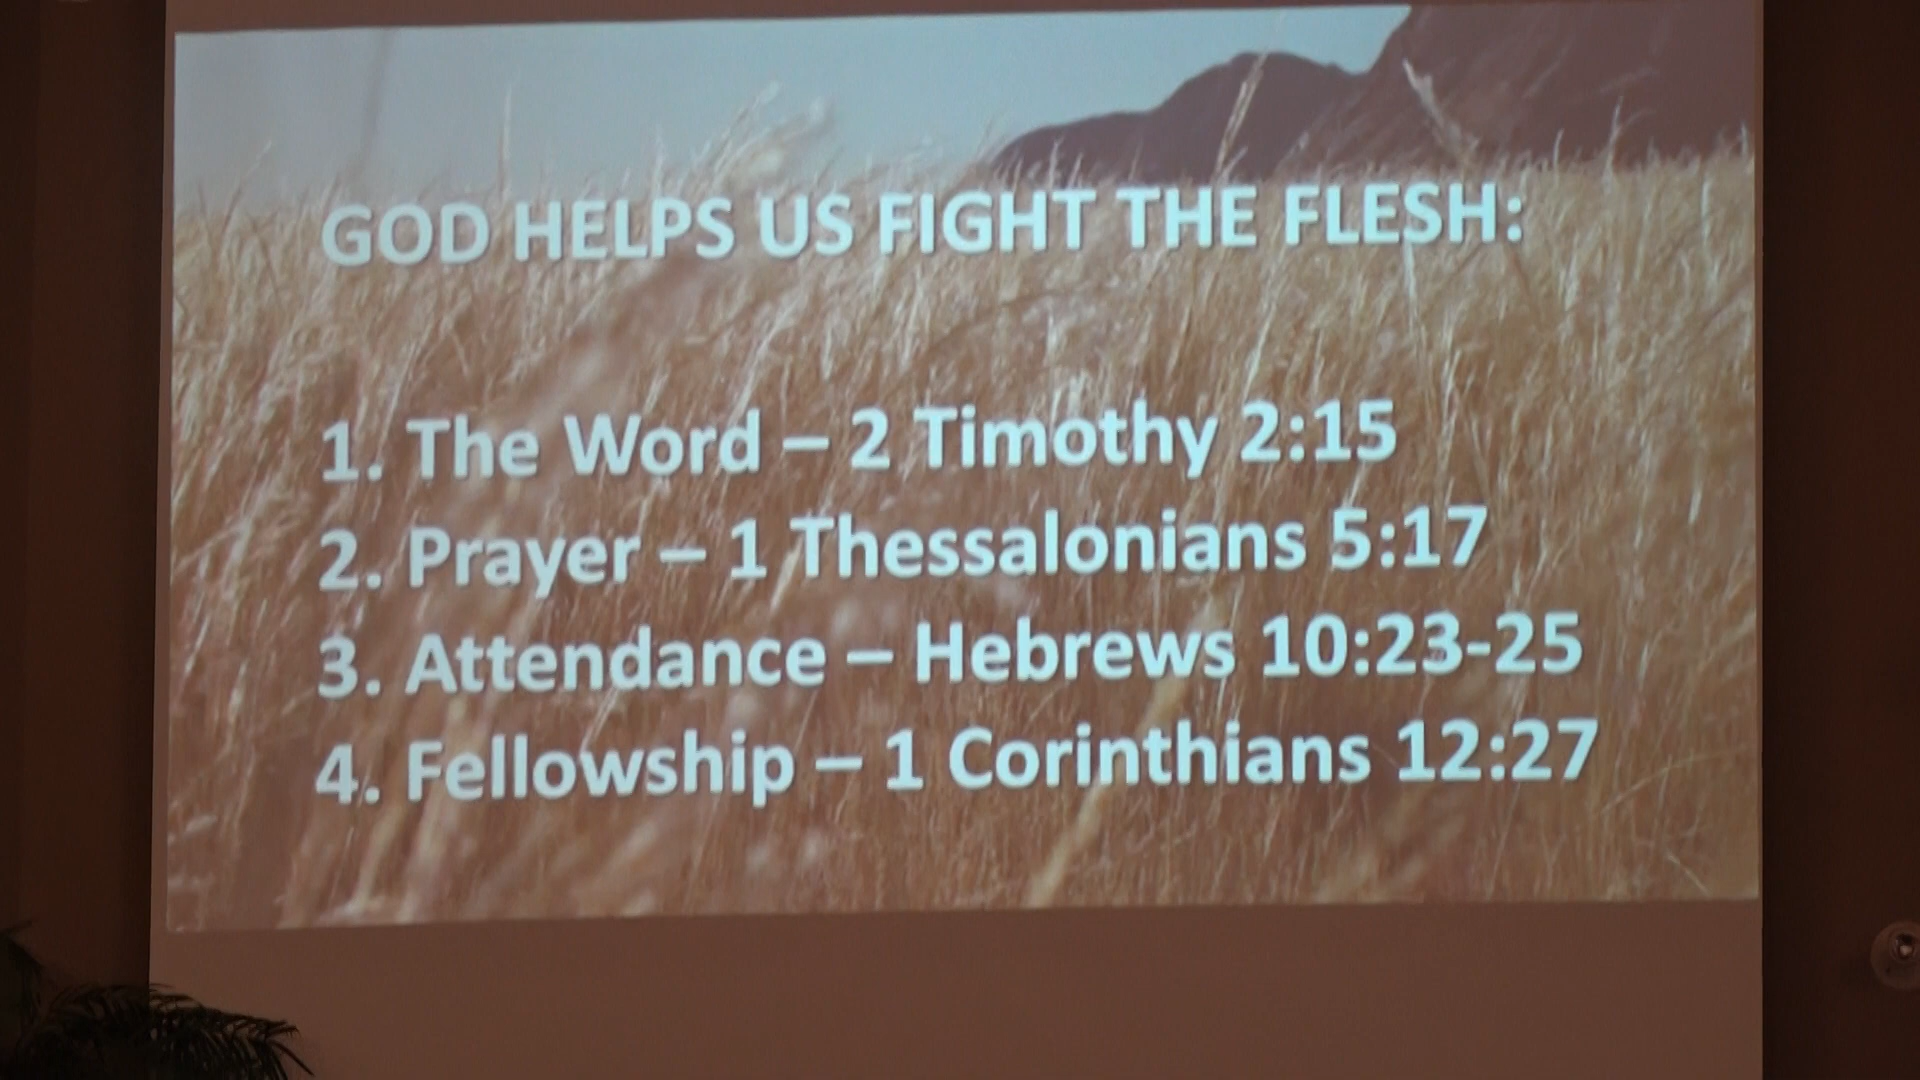 GOD HELPS US FIGHT THE FLESH:
1. The Word – 2 Timothy 2:15
2. Prayer – 1 Thessalonians 5:17
3. Attendance – Hebrews 10:23-25
4. Fellowship – 1 Corinthians 12:27